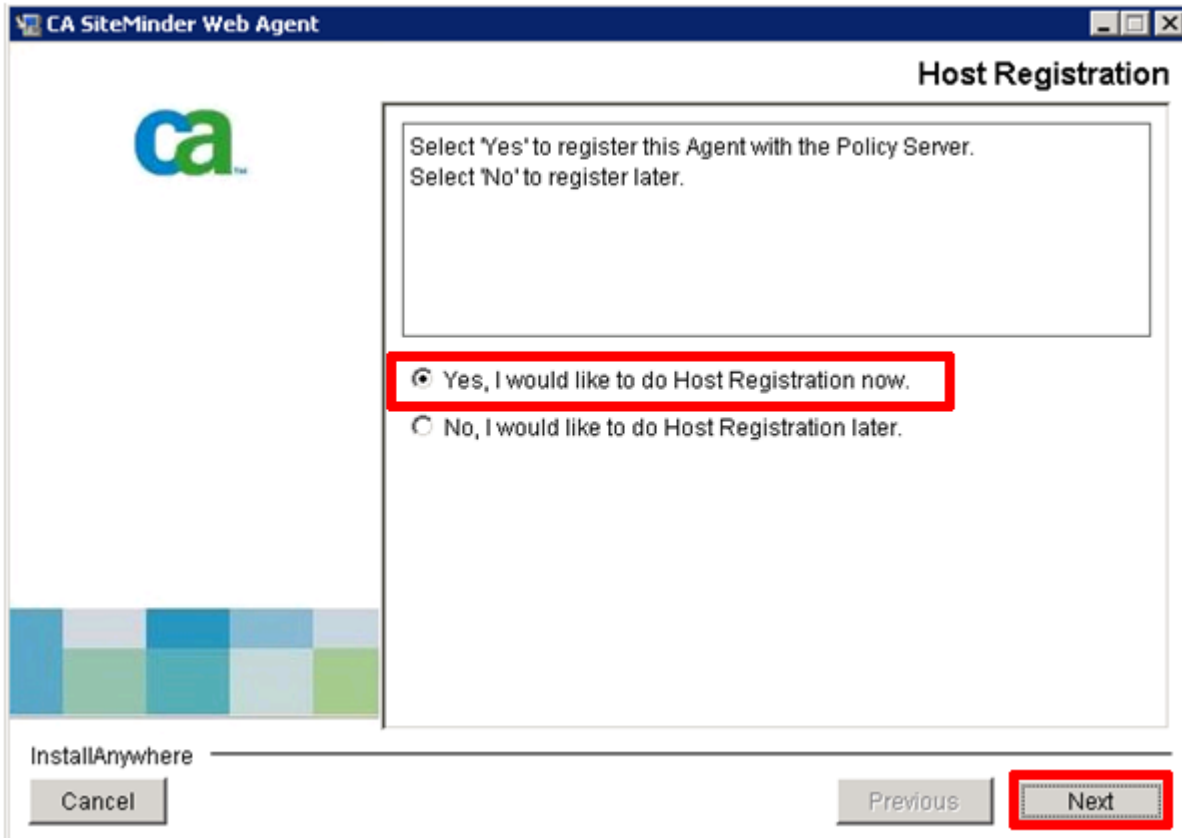 CA SiteMinder Web Agent
Host Registration
ca
Select 'Yes' to register this Agent with the Policy Server.
Select 'No' to register later.
Yes, I would like to do Host Registration now.
No, I would like to do Host Registration later.
InstallAnywhere
Cancel
Previous
Next